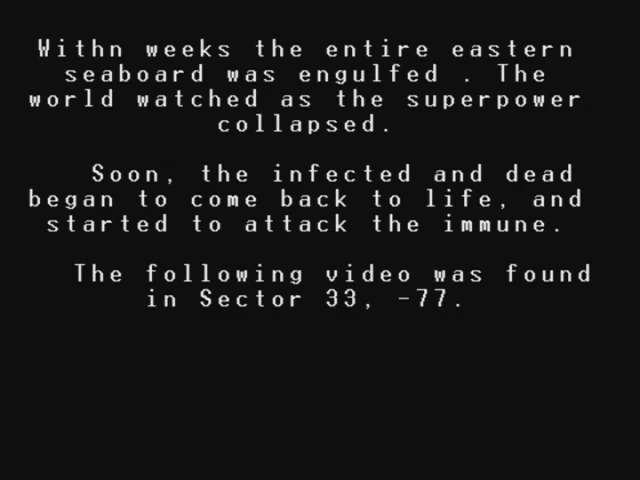 Withn weeks the entire eastern
seaboard was engulfed . The
world watched as the superpower
collapsed.
Soon, the infected and dead
began to come back to life, and
started to attack the immune.
The following video was found
in Sector 33, -77.